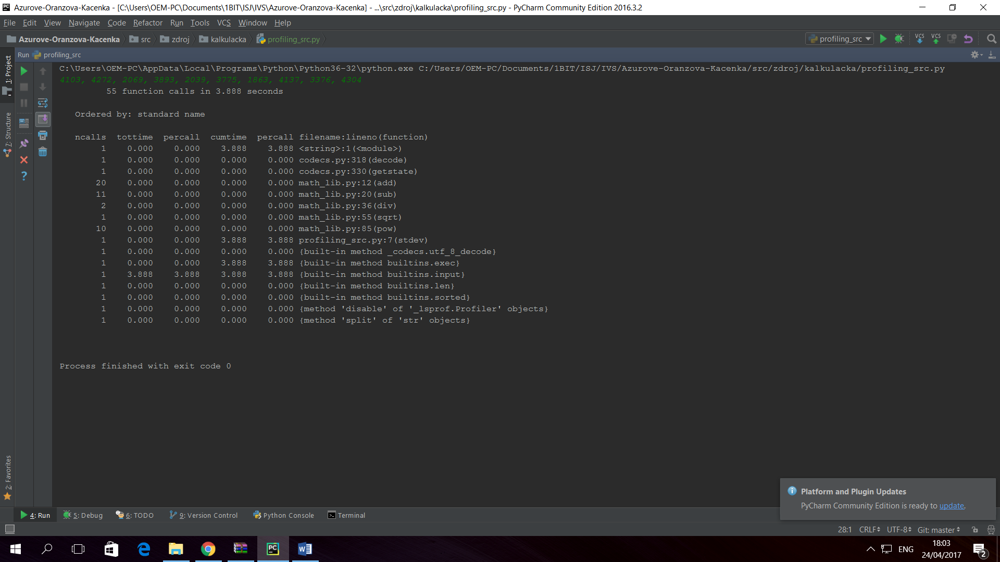 Azurove-Oranzova-Kacenka - [C:\Users\OEM-PC\Documents\1BIT\ISJ\IVS\Azurove-Oranzova-Kacenka] - ...\src\zdroj\kalkulacka\profiling_src.py - PyCharm Community Edition 2016.3.2
File Edit View Navigate Code Refactor Run Tools VCS Window Help
Azurove-Oranzova-Kacenka src zdroj kalkulacka profiling_src.py profiling_src VCS VCS
Run profiling_src
1: Project
7: Structure
2: Favorites
C:\Users\OEM-PC\AppData\Local\Programs\Python\Python36-32\python.exe C:/Users/OEM-PC/Documents/1BIT/ISJ/IVS/Azurove-Oranzova-Kacenka/src/zdroj/kalkulacka/profiling_src.py
4103, 4272, 2069, 3893, 2039, 3775, 1863, 4137, 3376, 4304
55 function calls in 3.888 seconds
Ordered by: standard name
ncalls tottime percall cumtime percall filename:lineno(function)
1 0.000 0.000 3.888 3.888 <string>:1(<module>)
1 0.000 0.000 0.000 0.000 codecs.py:318(decode)
1 0.000 0.000 0.000 0.000 codecs.py:330(getstate)
20 0.000 0.000 0.000 0.000 math_lib.py:12(add)
11 0.000 0.000 0.000 0.000 math_lib.py:20(sub)
2 0.000 0.000 0.000 0.000 math_lib.py:36(div)
1 0.000 0.000 0.000 0.000 math_lib.py:55(sqrt)
10 0.000 0.000 0.000 0.000 math_lib.py:85(pow)
1 0.000 0.000 3.888 3.888 profiling_src.py:7(stdev)
1 0.000 0.000 0.000 0.000 {built-in method _codecs.utf_8_decode}
1 0.000 0.000 3.888 3.888 {built-in method builtins.exec}
1 3.888 3.888 3.888 3.888 {built-in method builtins.input}
1 0.000 0.000 0.000 0.000 {built-in method builtins.len}
1 0.000 0.000 0.000 0.000 {built-in method builtins.sorted}
1 0.000 0.000 0.000 0.000 {method 'disable' of '_lsprof.Profiler' objects}
1 0.000 0.000 0.000 0.000 {method 'split' of 'str' objects}
Process finished with exit code 0
Platform and Plugin Updates
PyCharm Community Edition is ready to update.
4: Run 5: Debug 6: TODO 9: Version Control Python Console Terminal
28:1 CRLF UTF-8 Git: master
ENG
18:03
24/04/2017
2